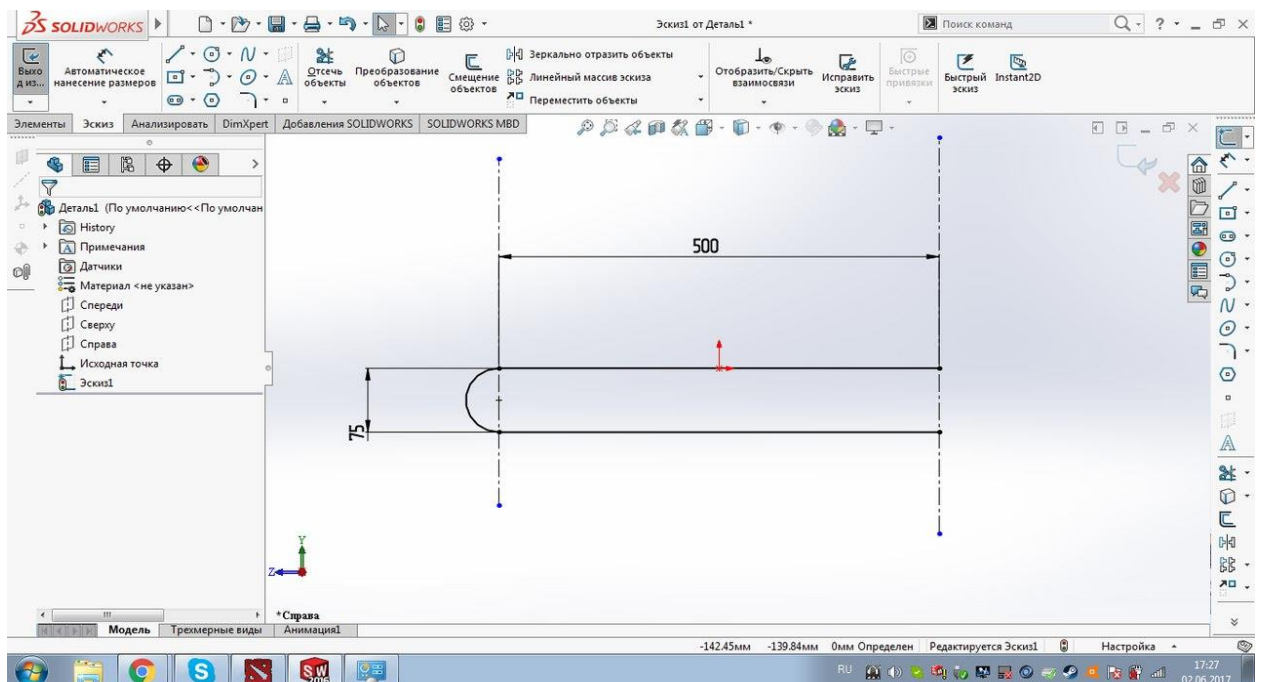 SOLIDWORKS
Эскиз1 от Деталь1 *
Поиск команд
Выхо
д из...
Автоматическое
нанесение размеров
Отсечь
объекты
Преобразование
объектов
Смещение
объектов
Зеркально отразить объекты
Линейный массив эскиза
Переместить объекты
Отобразить/Скрыть
взаимосвязи
Исправить
эскиз
Быстрые
привязки
Быстрый
эскиз
Instant2D
Элементы Эскиз Анализировать DimXpert Добавления SOLIDWORKS SOLIDWORKS MBD
Деталь1 (По умолчанию<<По умолчан
History
Примечания
Датчики
Материал <не указан>
Спереди
Сверху
Справа
Исходная точка
Эскиз1
500
75
Y
Z
*Справа
Модель Трехмерные виды Анимация1
-142.45мм -139.84мм 0мм Определен Редактируется Эскиз1 Настройка
SW
2016
RU
17:27
02.06.2017